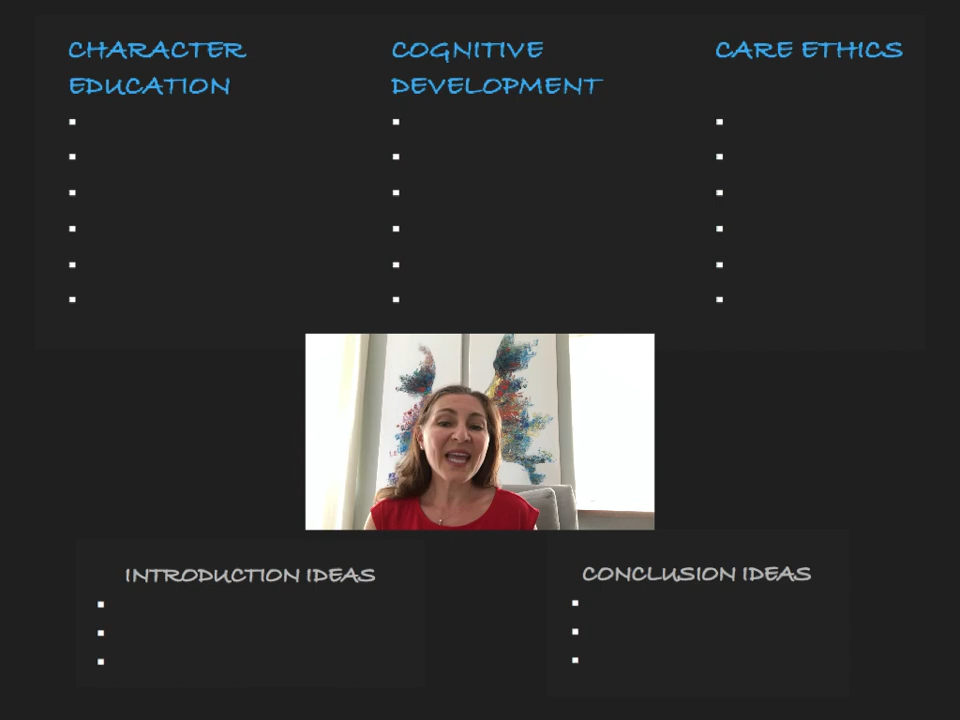 CHARACTER
EDUCATION
COGNITIVE
DEVELOPMENT
CARE ETHICS
INTRODUCTION IDEAS
CONCLUSION IDEAS